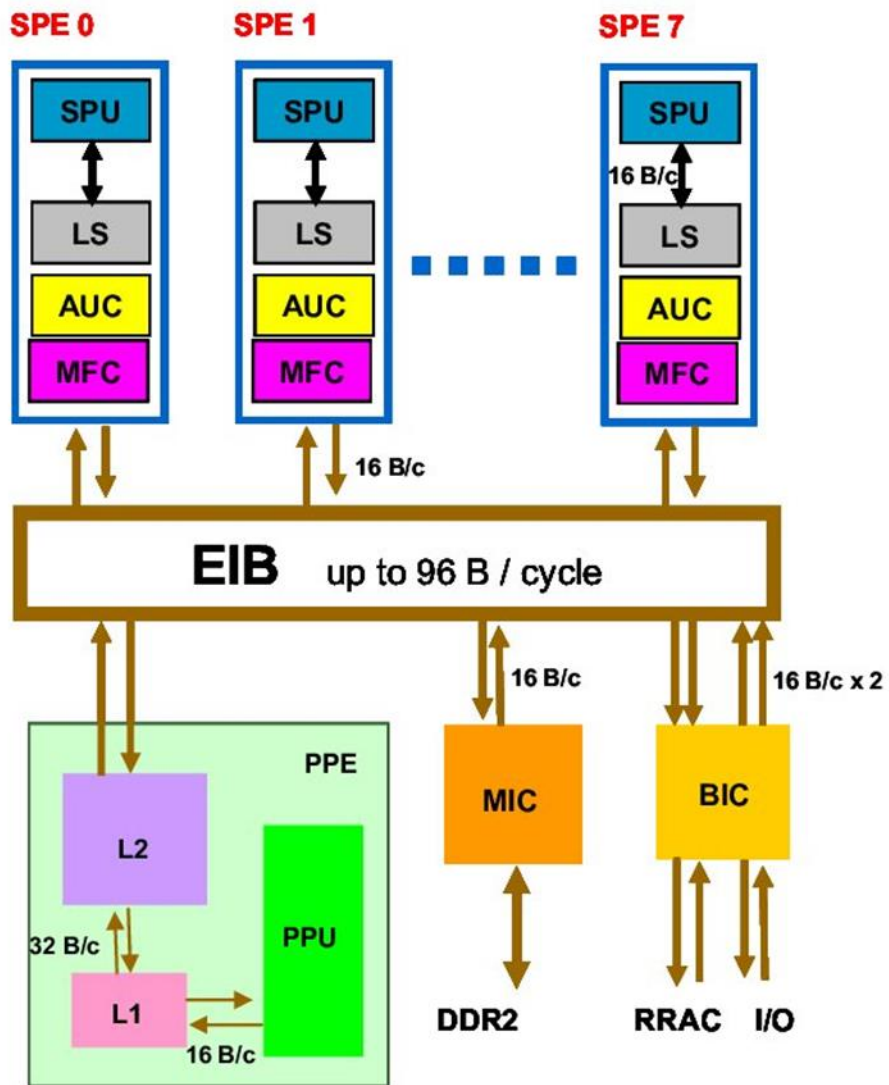 SPE 0
SPE 1
SPE 7
SPU
SPU
SPU
16 B/c
LS
LS
LS
AUC
AUC
AUC
MFC
MFC
MFC
16 B/c
EIB up to 96 B / cycle
16 B/c
16 B/c x 2
PPE
MIC
BIC
L2
PPU
32 B/c
L1
16 B/c
DDR2
RRAC
I/O